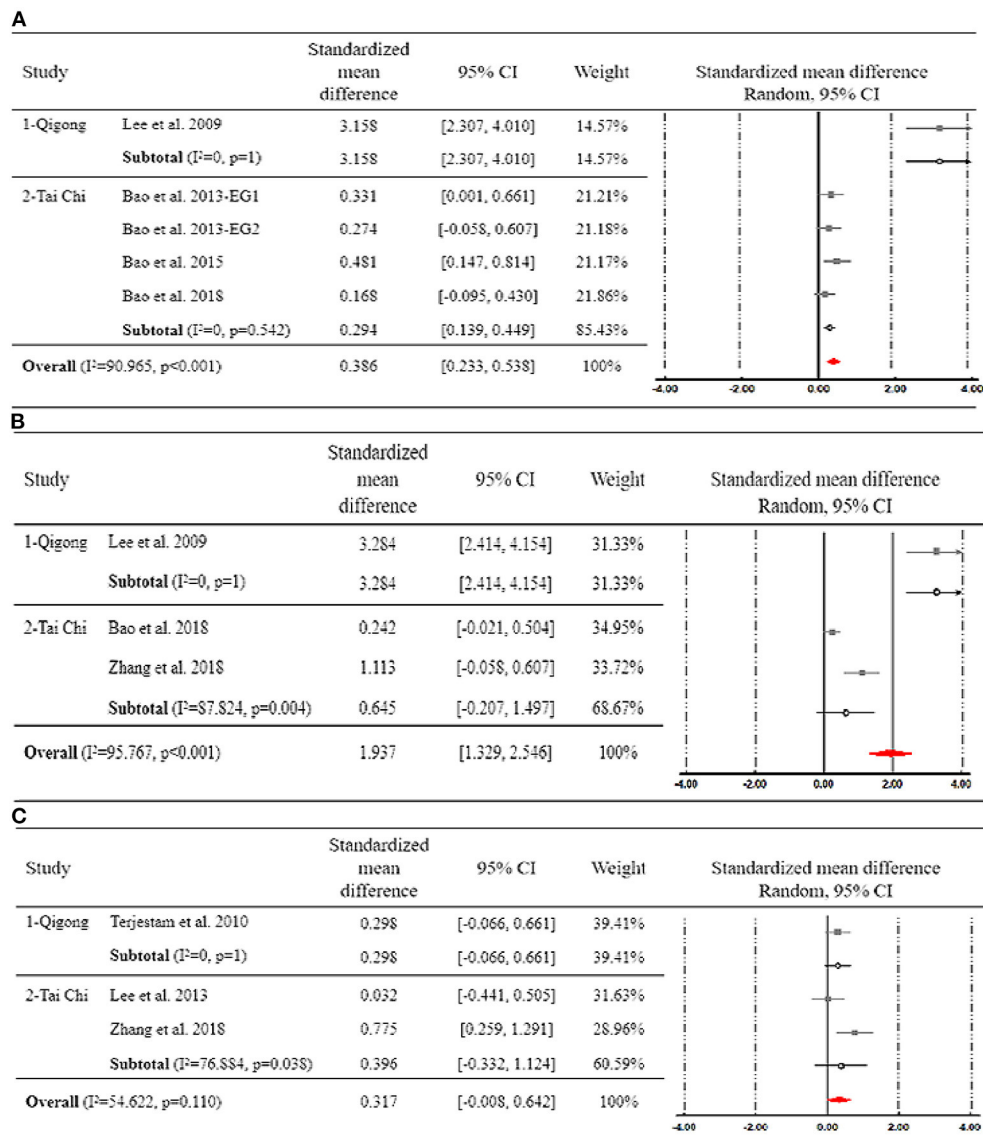 A
Study Standardized mean difference 95% CI Weight Standardized mean difference Random, 95% CI
1-Qigong Lee et al. 2009 3.158 [2.307, 4.010] 14.57%
Subtotal (I²=0, p=1) 3.158 [2.307, 4.010] 14.57%
2-Tai Chi Bao et al. 2013-EG1 0.331 [0.001, 0.661] 21.21%
Bao et al. 2013-EG2 0.274 [-0.058, 0.607] 21.18%
Bao et al. 2015 0.481 [0.147, 0.814] 21.17%
Bao et al. 2018 0.168 [-0.095, 0.430] 21.86%
Subtotal (I²=0, p=0.542) 0.294 [0.139, 0.449] 85.43%
Overall (I²=90.965, p<0.001) 0.386 [0.233, 0.538] 100%
-4.00 -2.00 0.00 2.00 4.00
B
Study Standardized mean difference 95% CI Weight Standardized mean difference Random, 95% CI
1-Qigong Lee et al. 2009 3.284 [2.414, 4.154] 31.33%
Subtotal (I²=0, p=1) 3.284 [2.414, 4.154] 31.33%
2-Tai Chi Bao et al. 2018 0.242 [-0.021, 0.504] 34.95%
Zhang et al. 2018 1.113 [-0.058, 0.607] 33.72%
Subtotal (I²=87.824, p=0.004) 0.645 [-0.207, 1.497] 68.67%
Overall (I²=95.767, p<0.001) 1.937 [1.329, 2.546] 100%
-4.00 -2.00 0.00 2.00 4.00
C
Study Standardized mean difference 95% CI Weight Standardized mean difference Random, 95% CI
1-Qigong Terjestam et al. 2010 0.298 [-0.066, 0.661] 39.41%
Subtotal (I²=0, p=1) 0.298 [-0.066, 0.661] 39.41%
2-Tai Chi Lee et al. 2013 0.032 [-0.441, 0.505] 31.63%
Zhang et al. 2018 0.775 [0.259, 1.291] 28.96%
Subtotal (I²=76.884, p=0.038) 0.396 [-0.332, 1.124] 60.59%
Overall (I²=54.622, p=0.110) 0.317 [-0.008, 0.642] 100%
-4.00 -2.00 0.00 2.00 4.00